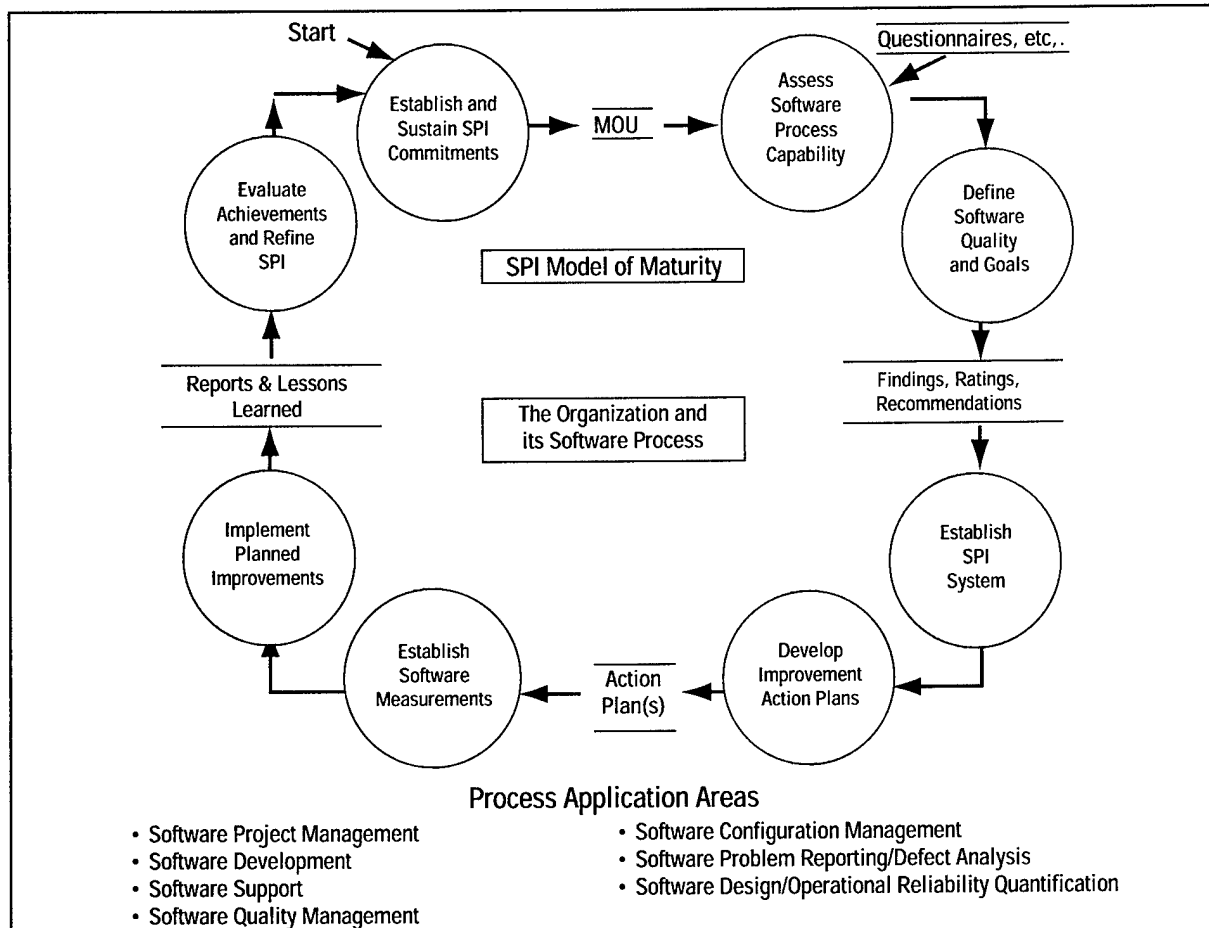 Start
Establish and
Sustain SPI
Commitments
MOU
Questionnaires, etc,.
Assess
Software
Process
Capability
Define
Software
Quality
and Goals
Findings, Ratings,
Recommendations
Establish
SPI
System
Develop
Improvement
Action Plans
Action
Plan(s)
Establish
Software
Measurements
Implement
Planned
Improvements
Reports & Lessons
Learned
Evaluate
Achievements
and Refine
SPI
SPI Model of Maturity
The Organization and
its Software Process
Process Application Areas
• Software Project Management
• Software Development
• Software Support
• Software Quality Management
• Software Configuration Management
• Software Problem Reporting/Defect Analysis
• Software Design/Operational Reliability Quantification